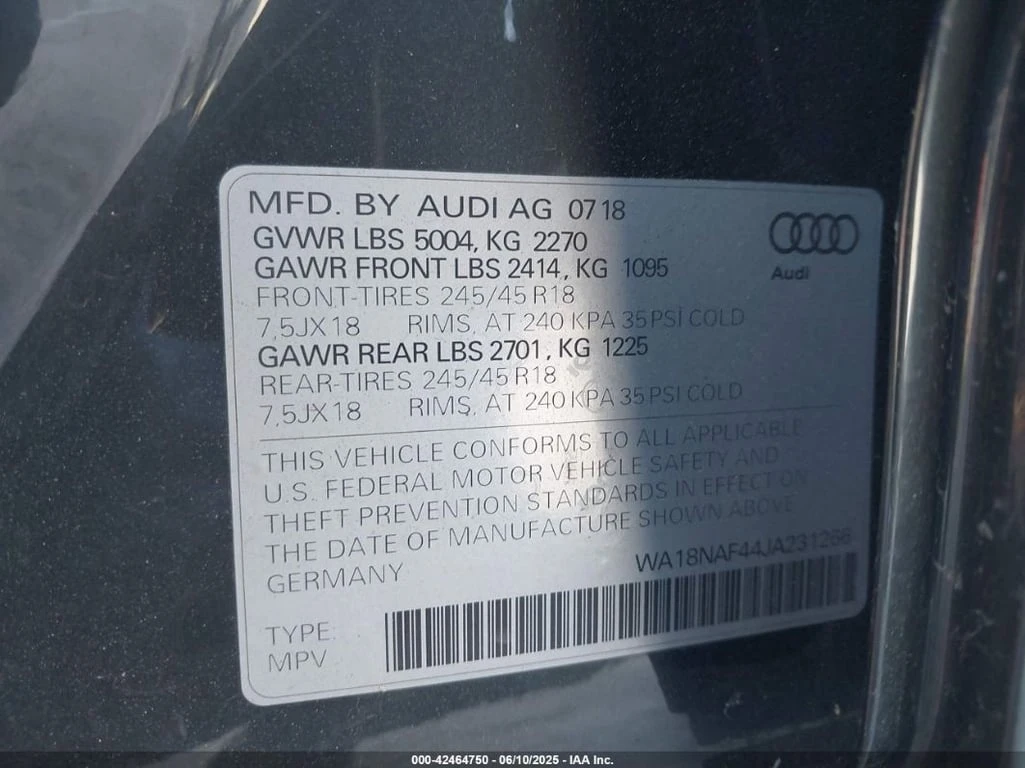 MFD. BY AUDI AG 0718
GVWR LBS 5004, KG 2270
GAWR FRONT LBS 2414, KG 1095
FRONT-TIRES 245/45 R18
7,5JX18 RIMS, AT 240 KPA 35 PSI COLD
GAWR REAR LBS 2701, KG 1225
REAR-TIRES 245/45 R18
7,5JX18 RIMS, AT 240 KPA 35 PSI COLD
Audi
THIS VEHICLE CONFORMS TO ALL APPLICABLE
U.S. FEDERAL MOTOR VEHICLE SAFETY AND
THEFT PREVENTION STANDARDS IN EFFECT ON
THE DATE OF MANUFACTURE SHOWN ABOVE
GERMANY
WA18NAF44JA231266
TYPE:
MPV
000-42464750 - 06/10/2025 - IAA Inc.